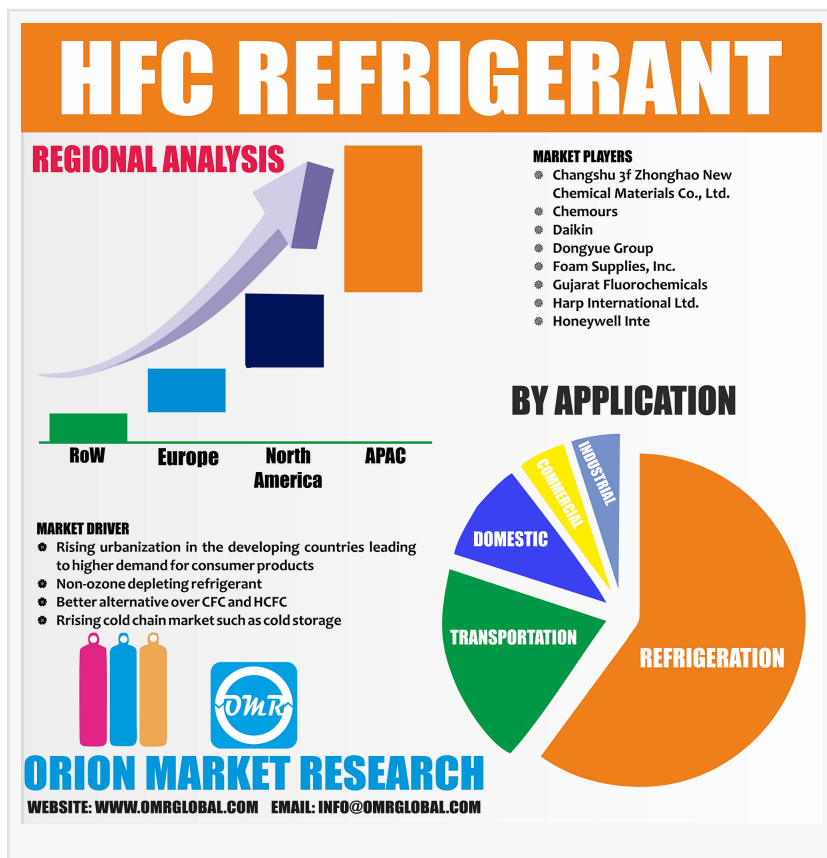 HFC REFRIGERANT
REGIONAL ANALYSIS
RoW
Europe
North
America
APAC
MARKET PLAYERS
Changshu 3f Zhonghao New
Chemical Materials Co., Ltd.
Chemours
Daikin
Dongyue Group
Foam Supplies, Inc.
Gujarat Fluorochemicals
Harp International Ltd.
Honeywell Inte
BY APPLICATION
INDUSTRIAL
COMMERCIAL
DOMESTIC
TRANSPORTATION
REFRIGERATION
MARKET DRIVER
Rising urbanization in the developing countries leading
to higher demand for consumer products
Non-ozone depleting refrigerant
Better alternative over CFC and HCFC
Rrising cold chain market such as cold storage
OMR
ORION MARKET RESEARCH
WEBSITE: WWW.OMRGLOBAL.COM EMAIL: INFO@OMRGLOBAL.COM